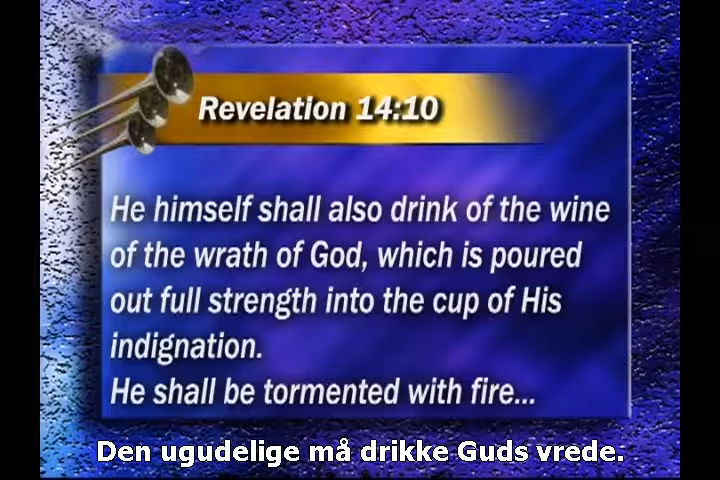 Revelation 14:10
He himself shall also drink of the wine
of the wrath of God, which is poured
out full strength into the cup of His
indignation.
He shall be tormented with fire...
Den ugudelige må drikke Guds vrede.